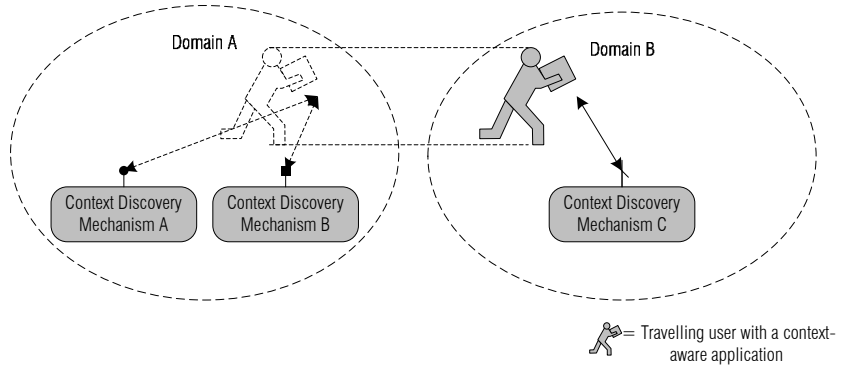 Domain A
Domain B
Context Discovery
Mechanism A
Context Discovery
Mechanism B
Context Discovery
Mechanism C
= Travelling user with a context-
aware application